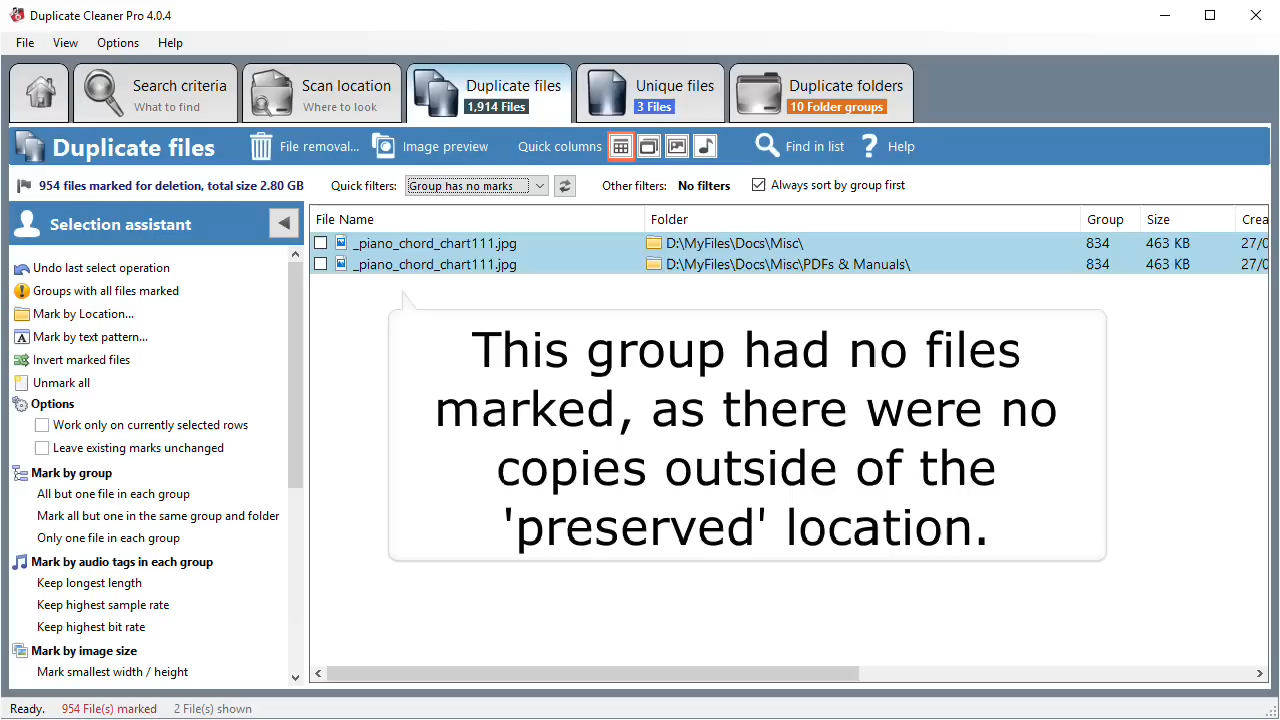 Duplicate Cleaner Pro 4.0.4
File View Options Help
Search criteria
What to find
Scan location
Where to look
Duplicate files
1,914 Files
Unique files
3 Files
Duplicate folders
10 Folder groups
Duplicate files File removal... Image preview Quick columns Find in list ? Help
954 files marked for deletion, total size 2.80 GB Quick filters: Group has no marks Other filters: No filters Always sort by group first
Selection assistant
Undo last select operation
Groups with all files marked
Mark by Location...
Mark by text pattern...
Invert marked files
Unmark all
Options
Work only on currently selected rows
Leave existing marks unchanged
Mark by group
All but one file in each group
Mark all but one in the same group and folder
Only one file in each group
Mark by audio tags in each group
Keep longest length
Keep highest sample rate
Keep highest bit rate
Mark by image size
Mark smallest width / height
File Name Folder Group Size Crea
_piano_chord_chart111.jpg D:\MyFiles\Docs\Misc\ 834 463 KB 27/0
_piano_chord_chart111.jpg D:\MyFiles\Docs\Misc\PDFs & Manuals\ 834 463 KB 27/0
This group had no files
marked, as there were no
copies outside of the
'preserved' location.
Ready. 954 File(s) marked 2 File(s) shown